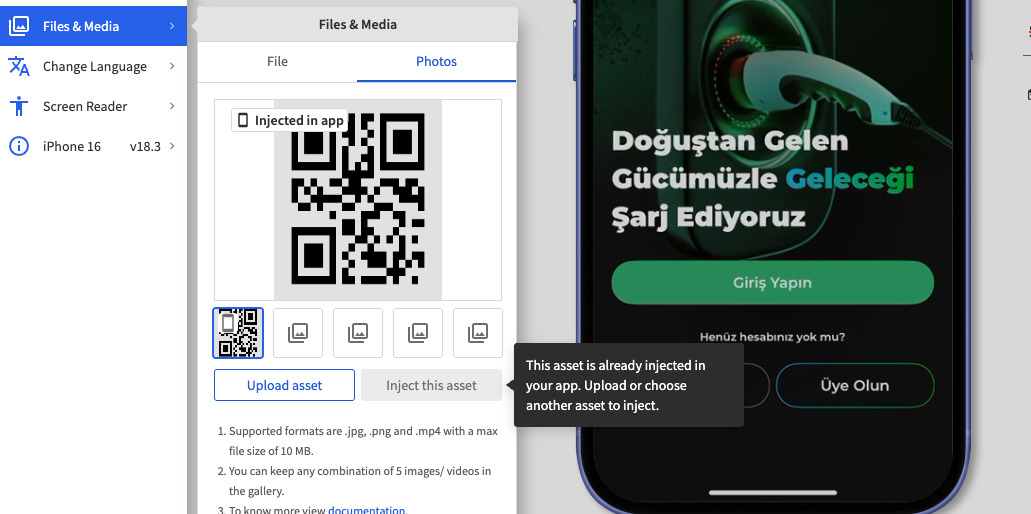 Files & Media
Change Language
Screen Reader
iPhone 16 v18.3
Files & Media
File Photos
Injected in app
Upload asset Inject this asset
1. Supported formats are .jpg, .png and .mp4 with a max
file size of 10 MB.
2. You can keep any combination of 5 images/ videos in
the gallery.
3. To know more view documentation.
This asset is already injected in
your app. Upload or choose
another asset to inject.
Doğuştan Gelen
Gücümüzle Geleceği
Şarj Ediyoruz
Giriş Yapın
Henüz hesabınız yok mu?
Üye Olun